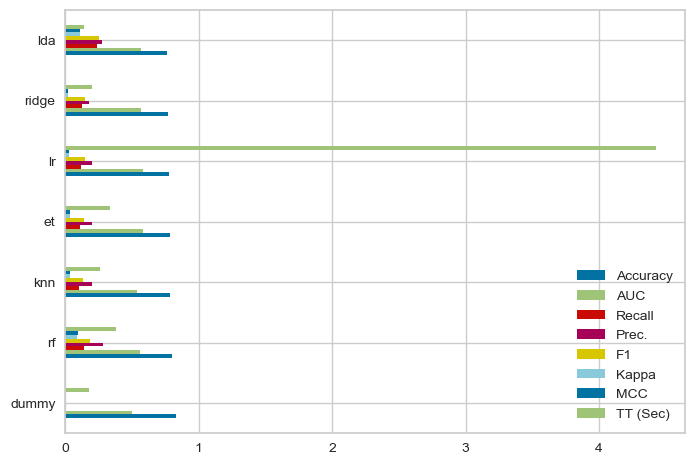 lda
ridge
lr
et
knn
rf
dummy
0 1 2 3 4
Accuracy
AUC
Recall
Prec.
F1
Kappa
MCC
TT (Sec)